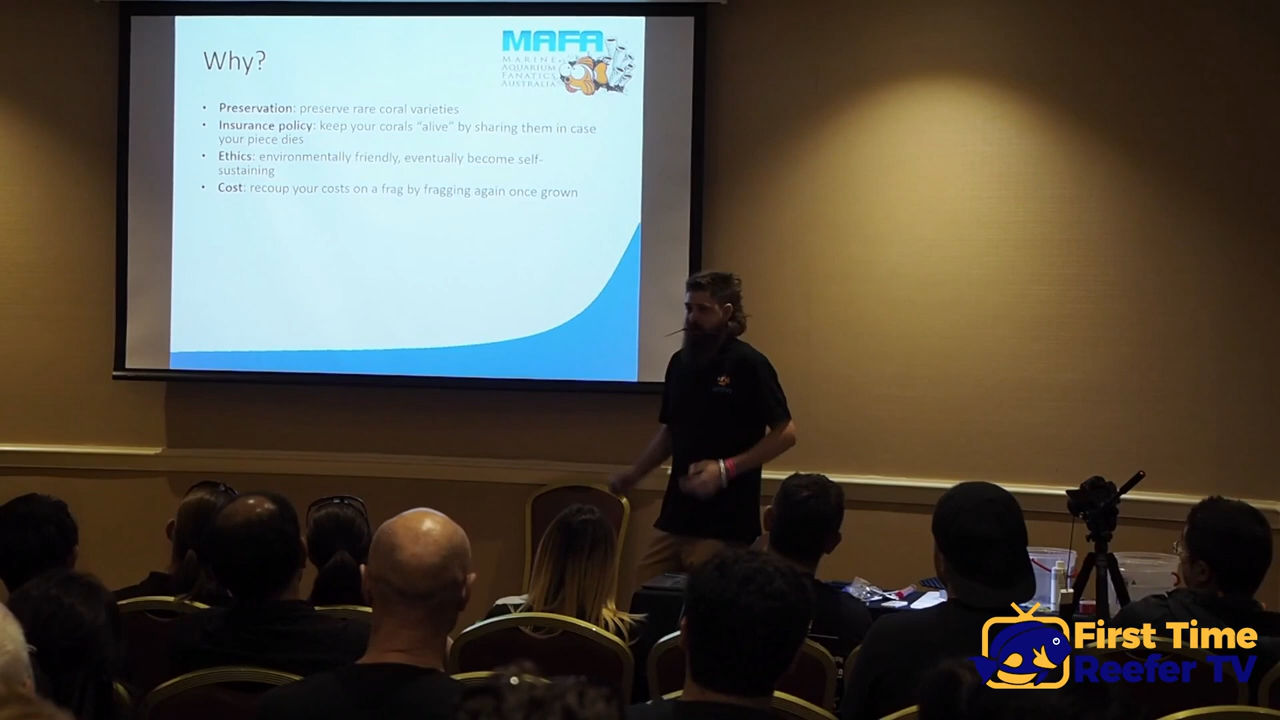 Why?
MAFA
MARINE
AQUARIUM
FANATICS
AUSTRALIA
• Preservation: preserve rare coral varieties
• Insurance policy: keep your corals “alive” by sharing them in case
your piece dies
• Ethics: environmentally friendly, eventually become self-
sustaining
• Cost: recoup your costs on a frag by fragging again once grown
First Time
Reefer TV